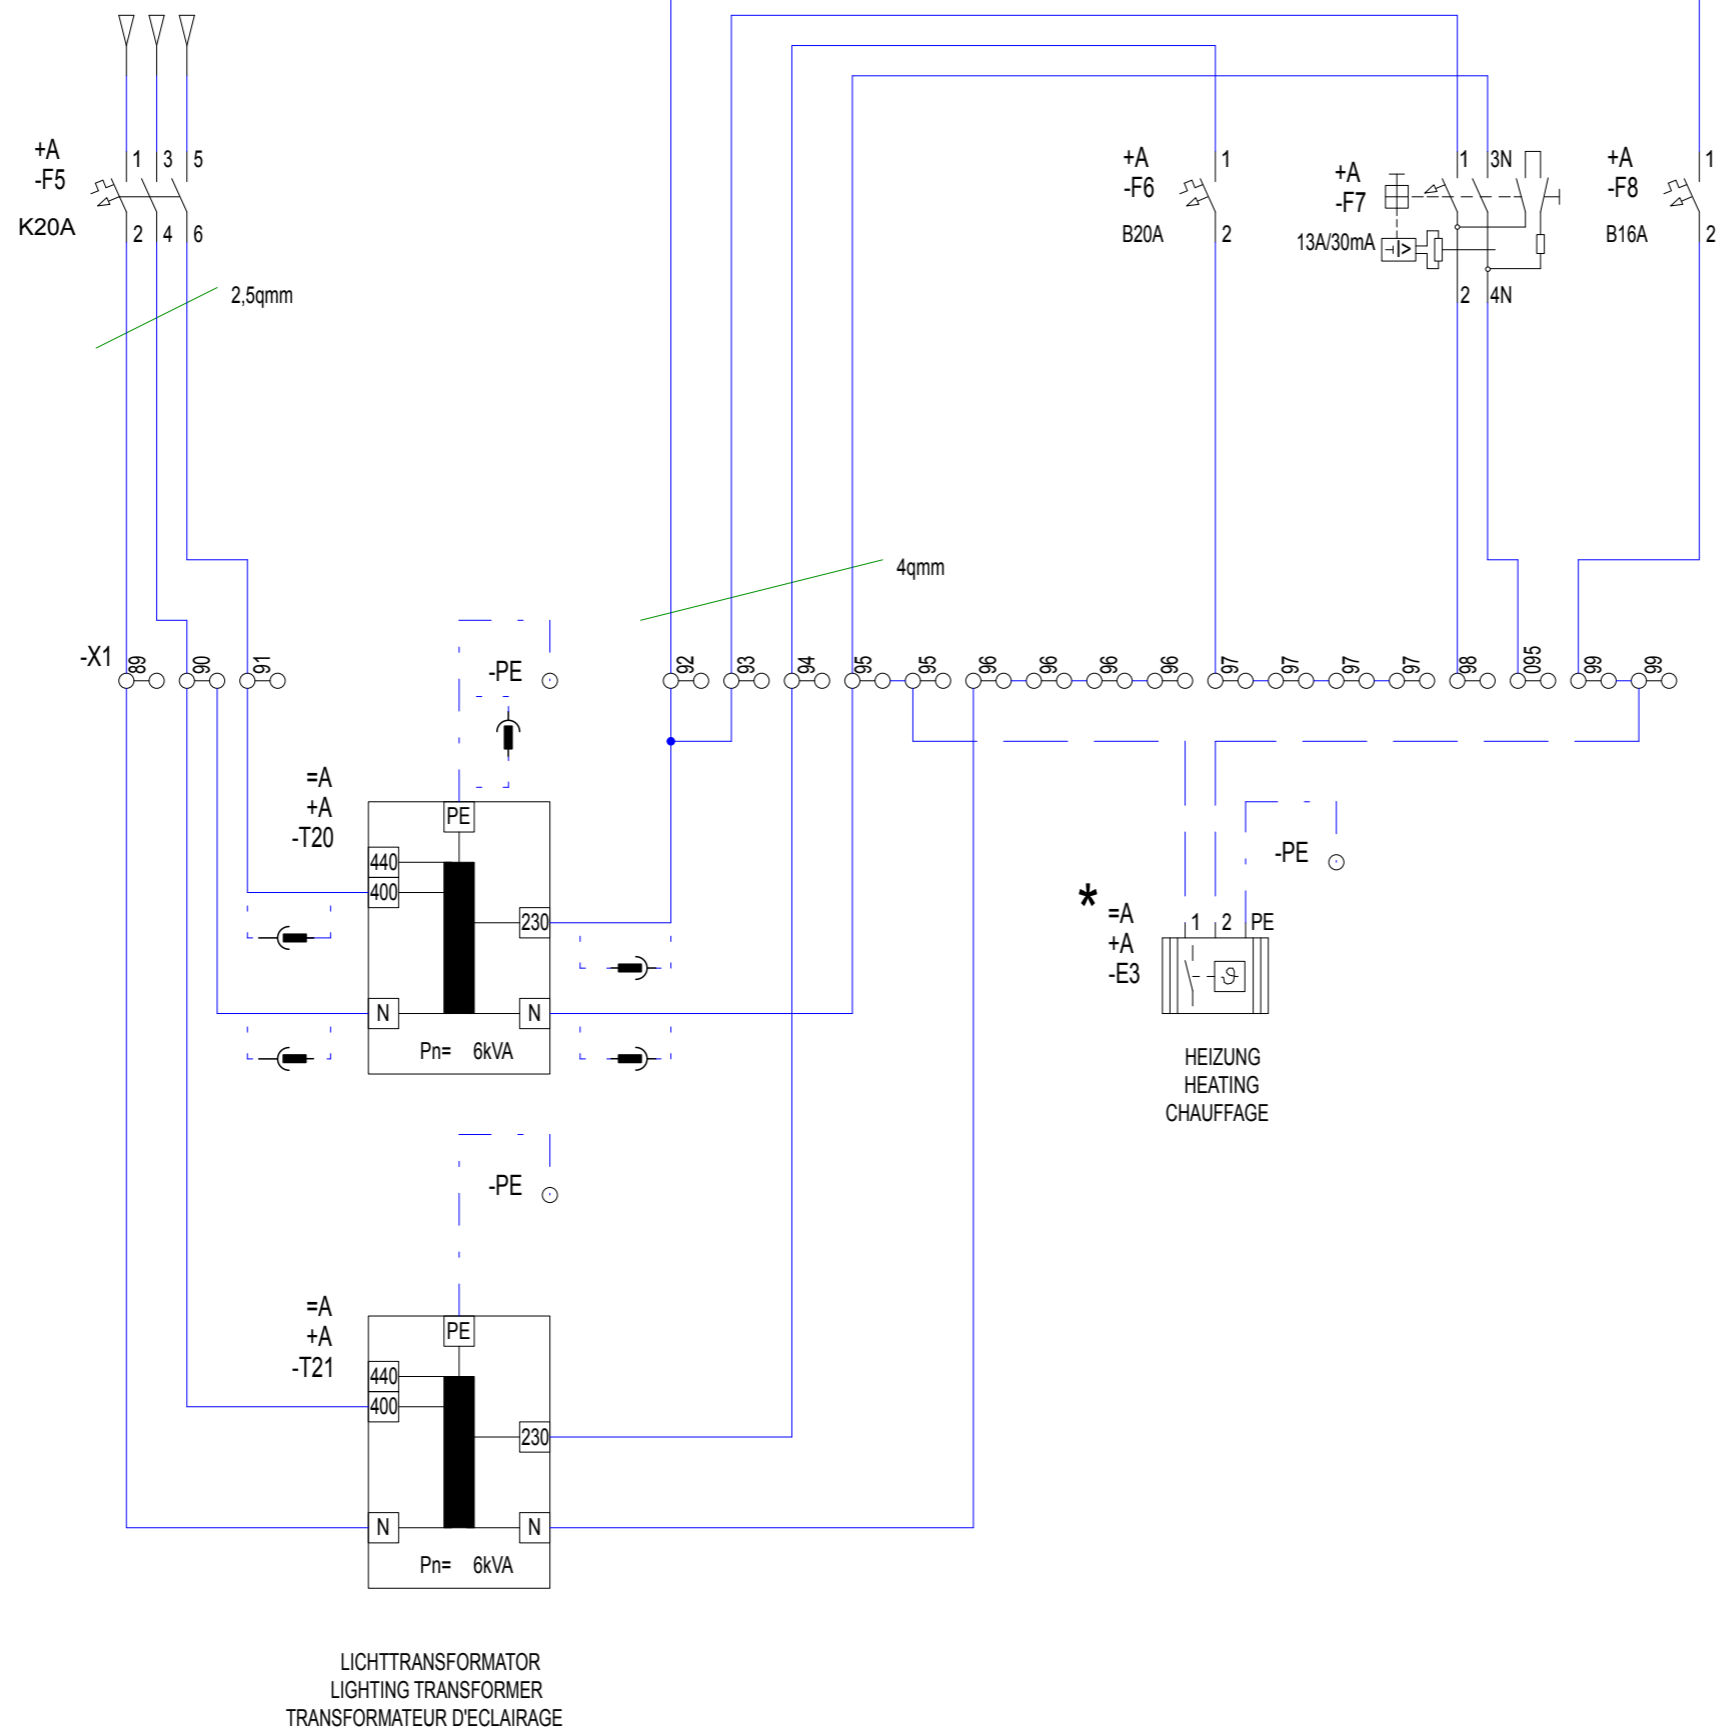 +A
-F5
K20A
1 3 5
2 4 6
2,5qmm
+A
-F6
B20A
1
2
+A
-F7
13A/30mA
1 3N
2 4N
+A
-F8
B16A
1
2
4qmm
-X1
89 90 91 92 93 94 95 95 96 96 96 96 97 97 97 97 98 095 99 99
-PE
=A
+A
-T20
PE
440
400
230
N N
Pn= 6kVA
-PE
*
=A
+A
-E3
1 2 PE
ϑ
HEIZUNG
HEATING
CHAUFFAGE
-PE
=A
+A
-T21
PE
440
400
230
N N
Pn= 6kVA
LICHTTRANSFORMATOR
LIGHTING TRANSFORMER
TRANSFORMATEUR D'ECLAIRAGE